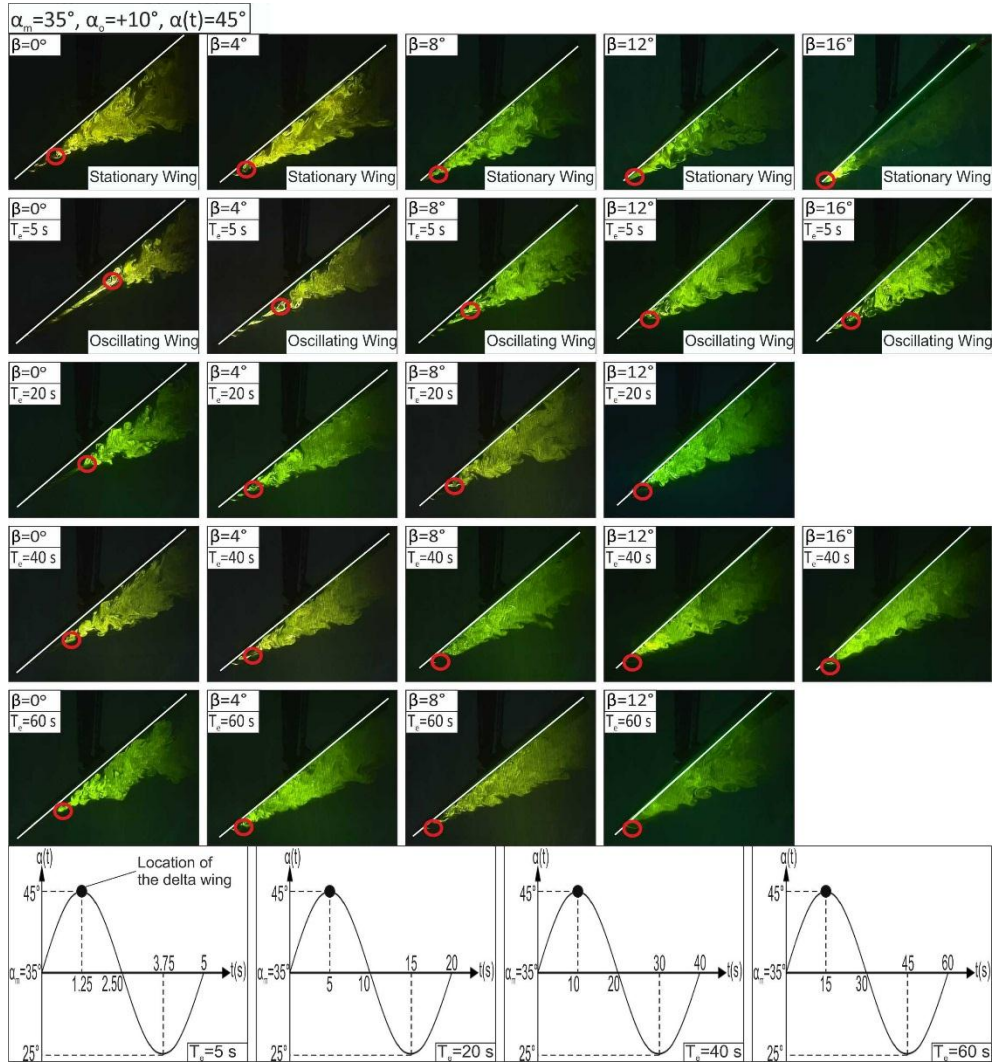 αₘ=35°, αₒ=+10°, α(t)=45°
β=0°
β=4°
β=8°
β=12°
β=16°
Stationary Wing
Stationary Wing
Stationary Wing
Stationary Wing
Stationary Wing
β=0°
Tₑ=5 s
β=4°
Tₑ=5 s
β=8°
Tₑ=5 s
β=12°
Tₑ=5 s
β=16°
Tₑ=5 s
Oscillating Wing
Oscillating Wing
Oscillating Wing
Oscillating Wing
Oscillating Wing
β=0°
Tₑ=20 s
β=4°
Tₑ=20 s
β=8°
Tₑ=20 s
β=12°
Tₑ=20 s
β=0°
Tₑ=40 s
β=4°
Tₑ=40 s
β=8°
Tₑ=40 s
β=12°
Tₑ=40 s
β=16°
Tₑ=40 s
β=0°
Tₑ=60 s
β=4°
Tₑ=60 s
β=8°
Tₑ=60 s
β=12°
Tₑ=60 s
α(t)
Location of
the delta wing
45°
3.75
5
αₘ=35°
t(s)
1.25
2.50
25°
Tₑ=5 s
α(t)
45°
15
20
αₘ=35°
t(s)
5
10
25°
Tₑ=20 s
α(t)
45°
30
40
αₘ=35°
t(s)
10
20
25°
Tₑ=40 s
α(t)
45°
45
60
αₘ=35°
t(s)
15
30
25°
Tₑ=60 s